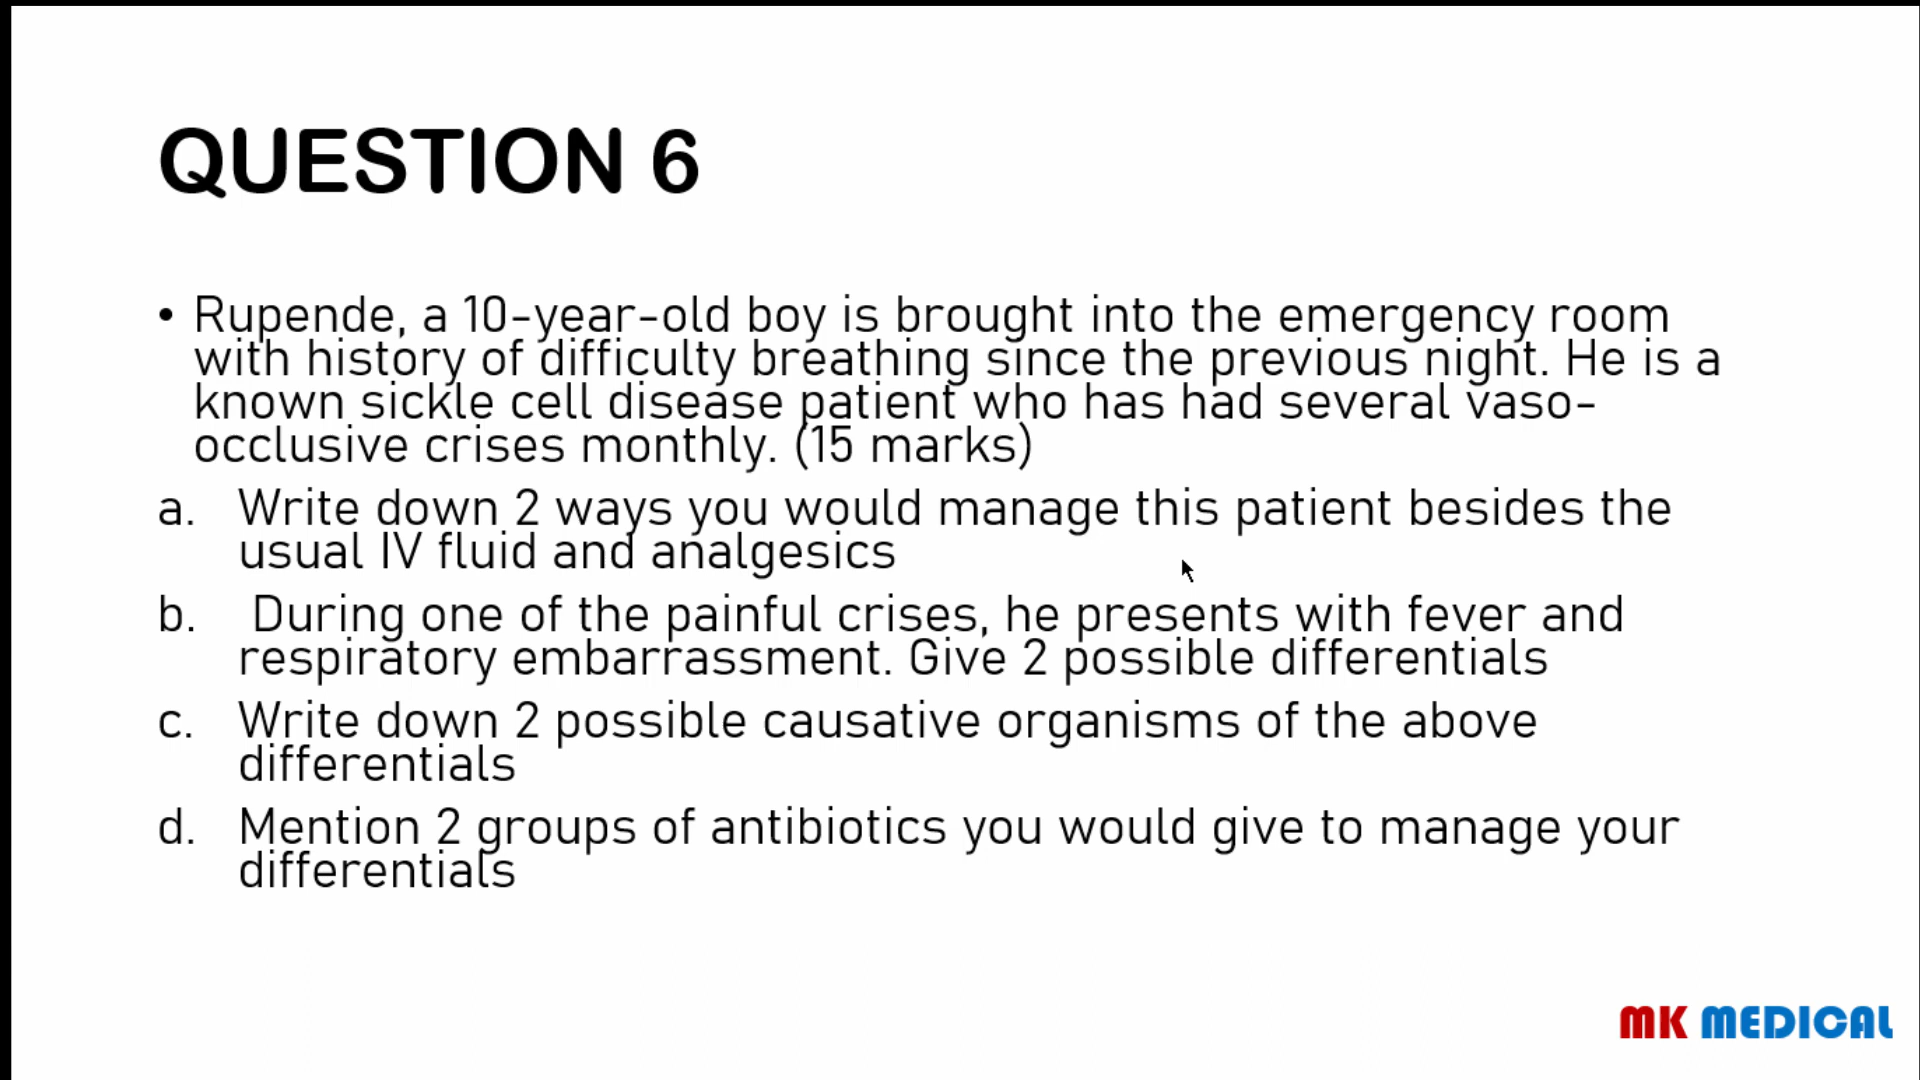 QUESTION 6
• Rupende, a 10-year-old boy is brought into the emergency room
with history of difficulty breathing since the previous night. He is a
known sickle cell disease patient who has had several vaso-
occlusive crises monthly. (15 marks)
a. Write down 2 ways you would manage this patient besides the
usual IV fluid and analgesics
b. During one of the painful crises, he presents with fever and
respiratory embarrassment. Give 2 possible differentials
c. Write down 2 possible causative organisms of the above
differentials
d. Mention 2 groups of antibiotics you would give to manage your
differentials
MK MEDICAL